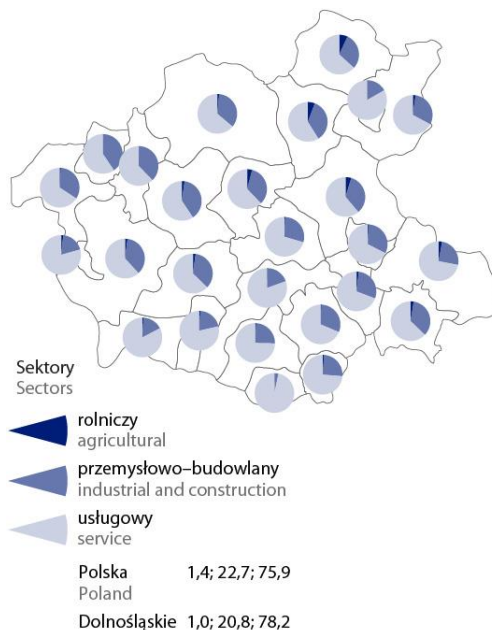 Sektory
Sectors
rolniczy
agricultural
przemysłowo–budowlany
industrial and construction
usługowy
service
Polska 1,4; 22,7; 75,9
Poland
Dolnośląskie 1,0; 20,8; 78,2